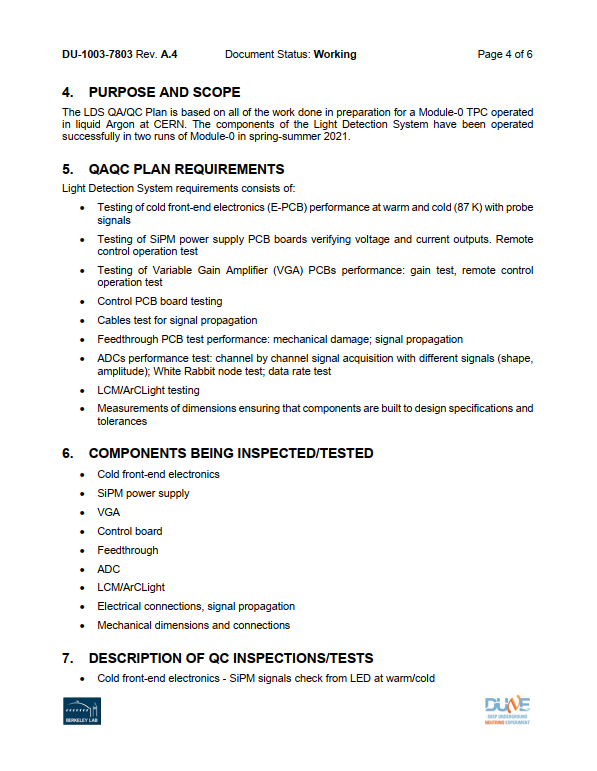 DU-1003-7803 Rev. A.4 Document Status: Working Page 4 of 6
4. PURPOSE AND SCOPE
The LDS QA/QC Plan is based on all of the work done in preparation for a Module-0 TPC operated
in liquid Argon at CERN. The components of the Light Detection System have been operated
successfully in two runs of Module-0 in spring-summer 2021.
5. QAQC PLAN REQUIREMENTS
Light Detection System requirements consists of:
• Testing of cold front-end electronics (E-PCB) performance at warm and cold (87 K) with probe
signals
• Testing of SiPM power supply PCB boards verifying voltage and current outputs. Remote
control operation test
• Testing of Variable Gain Amplifier (VGA) PCBs performance: gain test, remote control
operation test
• Control PCB board testing
• Cables test for signal propagation
• Feedthrough PCB test performance: mechanical damage; signal propagation
• ADCs performance test: channel by channel signal acquisition with different signals (shape,
amplitude); White Rabbit node test; data rate test
• LCM/ArCLight testing
• Measurements of dimensions ensuring that components are built to design specifications and
tolerances
6. COMPONENTS BEING INSPECTED/TESTED
• Cold front-end electronics
• SiPM power supply
• VGA
• Control board
• Feedthrough
• ADC
• LCM/ArCLight
• Electrical connections, signal propagation
• Mechanical dimensions and connections
7. DESCRIPTION OF QC INSPECTIONS/TESTS
• Cold front-end electronics - SiPM signals check from LED at warm/cold
BERKELEY LAB
DUNE
DEEP UNDERGROUND
NEUTRINO EXPERIMENT